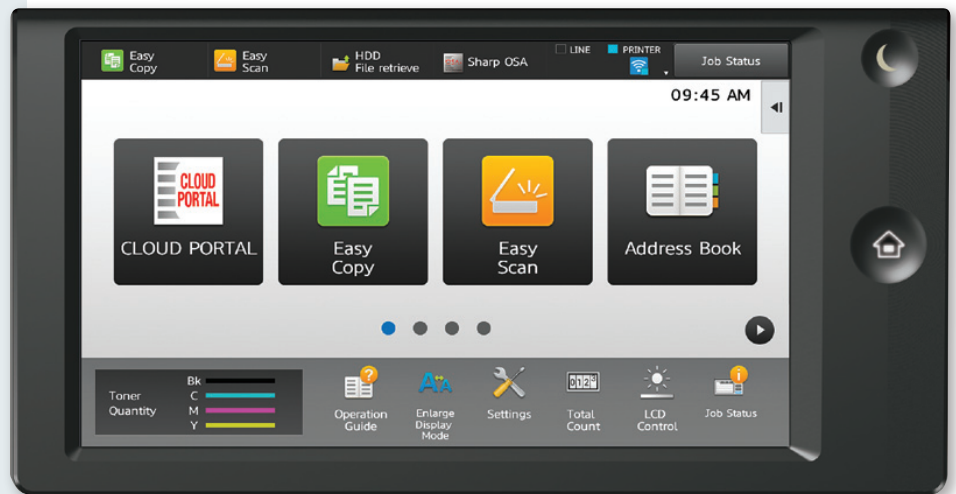 Easy
Copy
Easy
Scan
HDD
File retrieve
Sharp OSA
LINE
PRINTER
Job Status
09:45 AM
CLOUD
PORTAL
CLOUD PORTAL
Easy
Copy
Easy
Scan
Address Book
Toner
Quantity
Bk
C
M
Y
Operation
Guide
Enlarge
Display
Mode
Settings
Total
Count
LCD
Control
Job Status